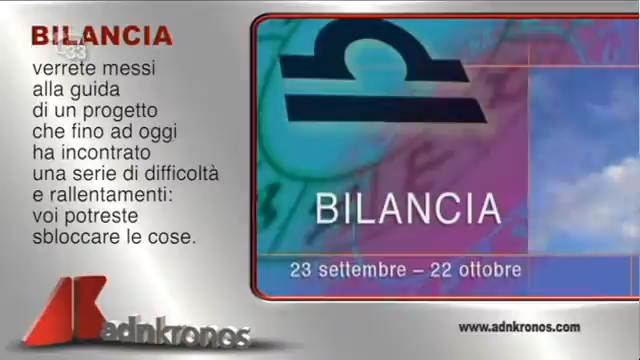 BILANCIA
verrete messi
alla guida
di un progetto
che fino ad oggi
ha incontrato
una serie di difficoltà
e rallentamenti:
voi potreste
sbloccare le cose.
BILANCIA
23 settembre – 22 ottobre
adnkronos
www.adnkronos.com